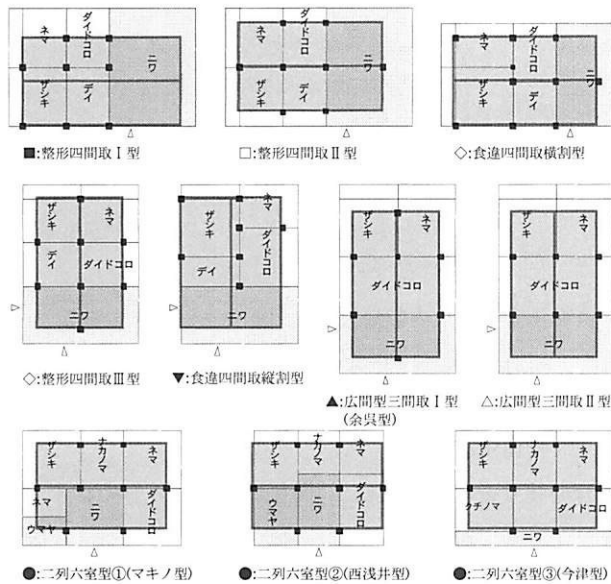 ネマ ダイドコロ ニワ
ザシキ デイ
ネマ ダイドコロ ニワ
ザシキ デイ
ネマ ダイドコロ ニワ
ザシキ デイ
■:整形四間取Ⅰ型
□:整形四間取Ⅱ型
◇:食違四間取横割型
ザシキ ネマ
デイ ダイドコロ
ニワ
ザシキ ネマ
デイ ダイドコロ
ザシキ ネマ
ダイドコロ
ニワ
ザシキ ネマ
ダイドコロ
ニワ
◇:整形四間取Ⅲ型
▼:食違四間取縦割型
▲:広間型三間取Ⅰ型
(余呉型)
△:広間型三間取Ⅱ型
ザシキ ナカノマ ネマ
ネマ ニワ ダイドコロ
ウマヤ
ザシキ ナカノマ ネマ
ウマヤ ニワ ダイドコロ
ザシキ ナカノマ ネマ
クチノマ ダイドコロ
ニワ
●:二列六室型①(マキノ型)
●:二列六室型②(西浅井型)
●:二列六室型③(今津型)